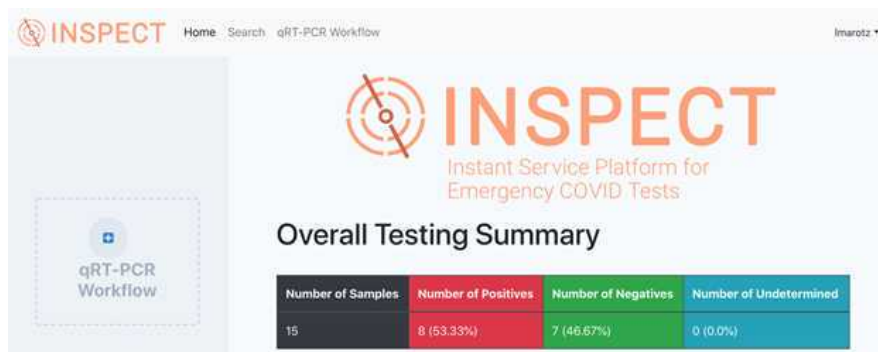 INSPECT Home Search qRT-PCR Workflow lmarotz
INSPECT
Instant Service Platform for
Emergency COVID Tests
qRT-PCR
Workflow
Overall Testing Summary
Number of Samples Number of Positives Number of Negatives Number of Undetermined
15 8 (53.33%) 7 (46.67%) 0 (0.0%)